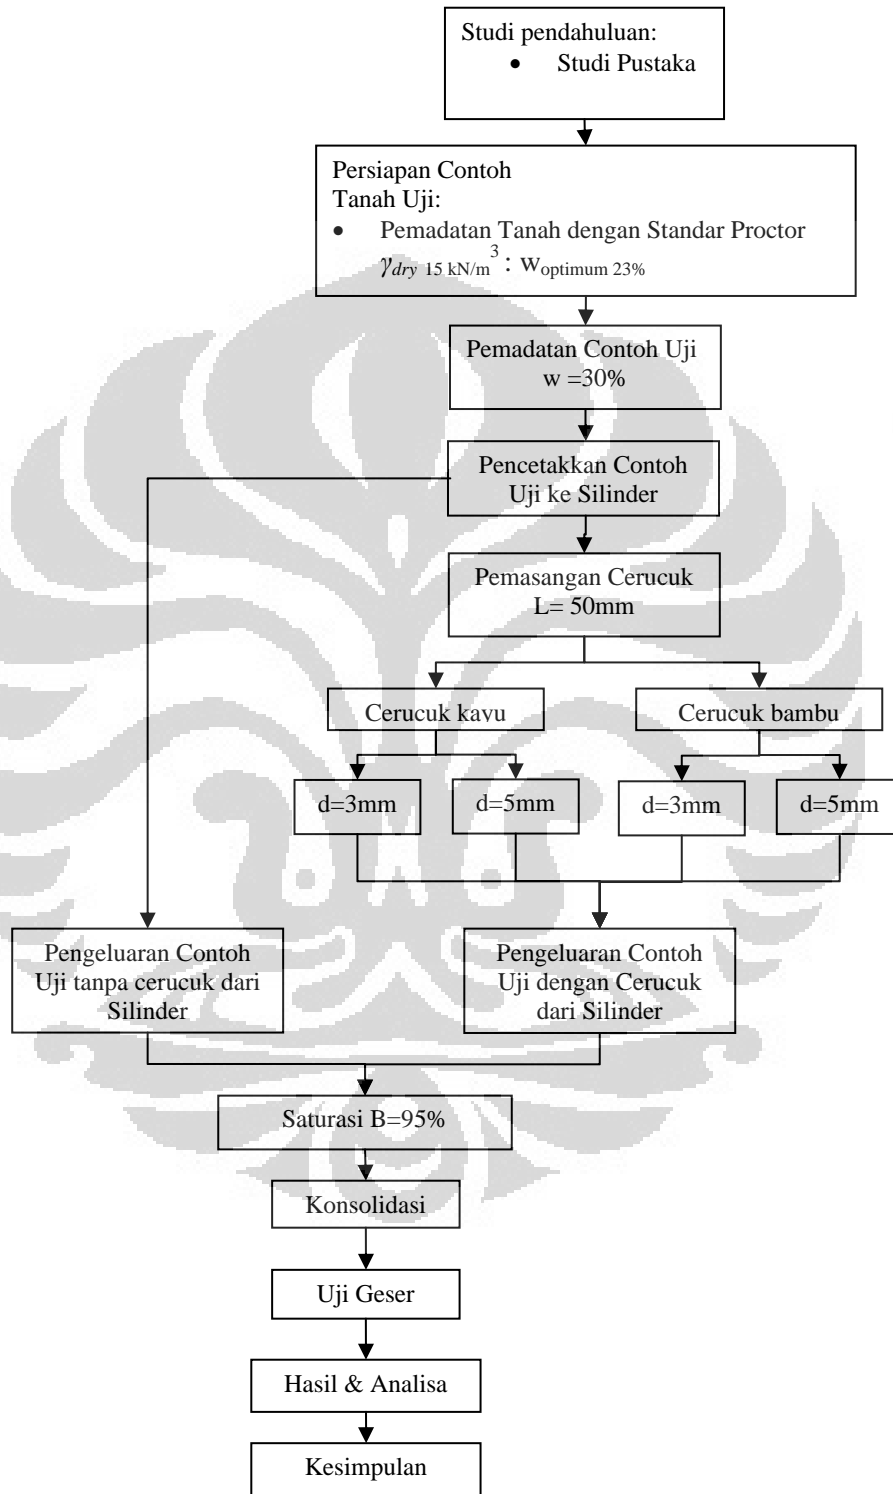 Studi pendahuluan:
• Studi Pustaka
Persiapan Contoh
Tanah Uji:
• Pemadatan Tanah dengan Standar Proctor
γdry 15 kN/m³ : woptimum 23%
Pemadatan Contoh Uji
w =30%
Pencetakkan Contoh
Uji ke Silinder
Pemasangan Cerucuk
L= 50mm
Cerucuk kayu
Cerucuk bambu
d=3mm
d=5mm
d=3mm
d=5mm
Pengeluaran Contoh
Uji tanpa cerucuk dari
Silinder
Pengeluaran Contoh
Uji dengan Cerucuk
dari Silinder
Saturasi B=95%
Konsolidasi
Uji Geser
Hasil & Analisa
Kesimpulan